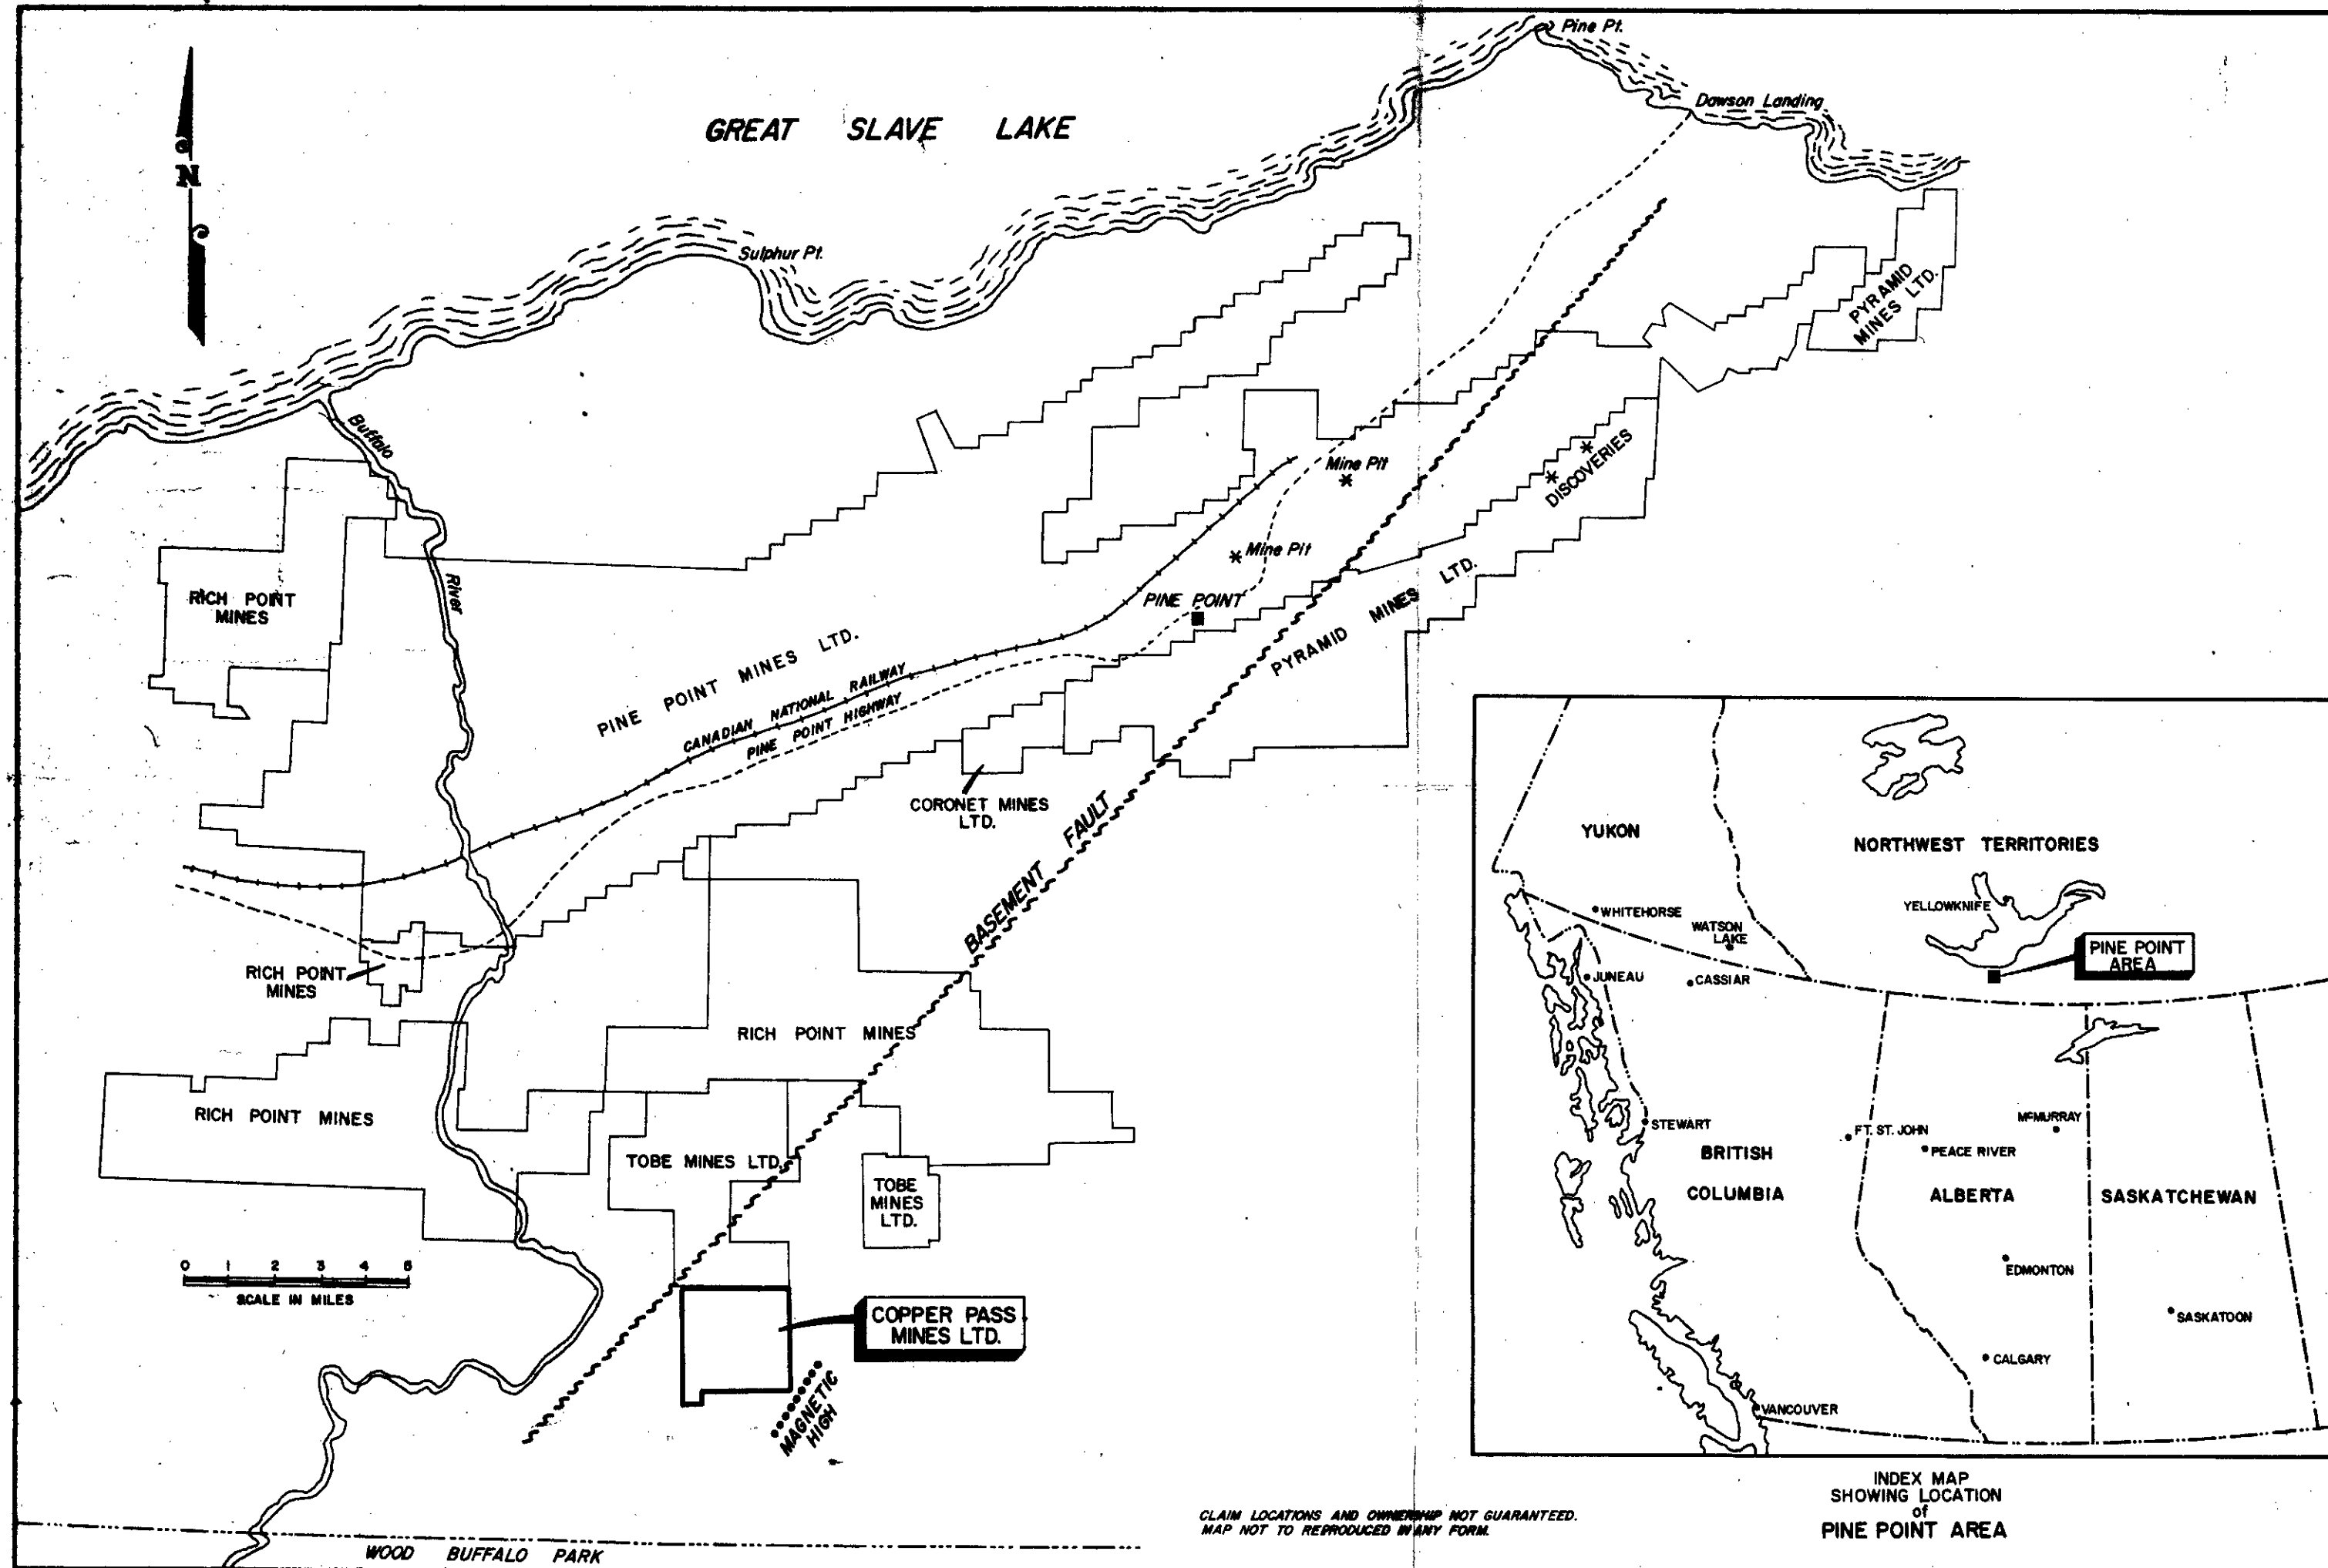 Pine Pt.
Dawson Landing
GREAT SLAVE LAKE
N
Sulphur Pt.
PYRAMID
MINES LTD.
Buffalo
River
Mine Pit
DISCOVERIES
Mine Pit
RICH POINT
MINES
PINE POINT
PYRAMID MINES LTD.
PINE POINT MINES LTD.
CANADIAN NATIONAL RAILWAY
PINE POINT HIGHWAY
CORONET MINES
LTD.
BASEMENT FAULT
RICH POINT
MINES
RICH POINT MINES
RICH POINT MINES
TOBE MINES LTD.
TOBE
MINES
LTD.
0 1 2 3 4 5
SCALE IN MILES
COPPER PASS
MINES LTD.
MAGNETIC
HIGH
WOOD BUFFALO PARK
CLAIM LOCATIONS AND OWNERSHIP NOT GUARANTEED.
MAP NOT TO REPRODUCED IN ANY FORM.
YUKON
NORTHWEST TERRITORIES
WHITEHORSE
YELLOWKNIFE
WATSON
LAKE
PINE POINT
AREA
JUNEAU
CASSIAR
STEWART
FT. ST. JOHN
McMURRAY
PEACE RIVER
BRITISH
COLUMBIA
ALBERTA
SASKATCHEWAN
EDMONTON
SASKATOON
CALGARY
VANCOUVER
INDEX MAP
SHOWING LOCATION
of
PINE POINT AREA